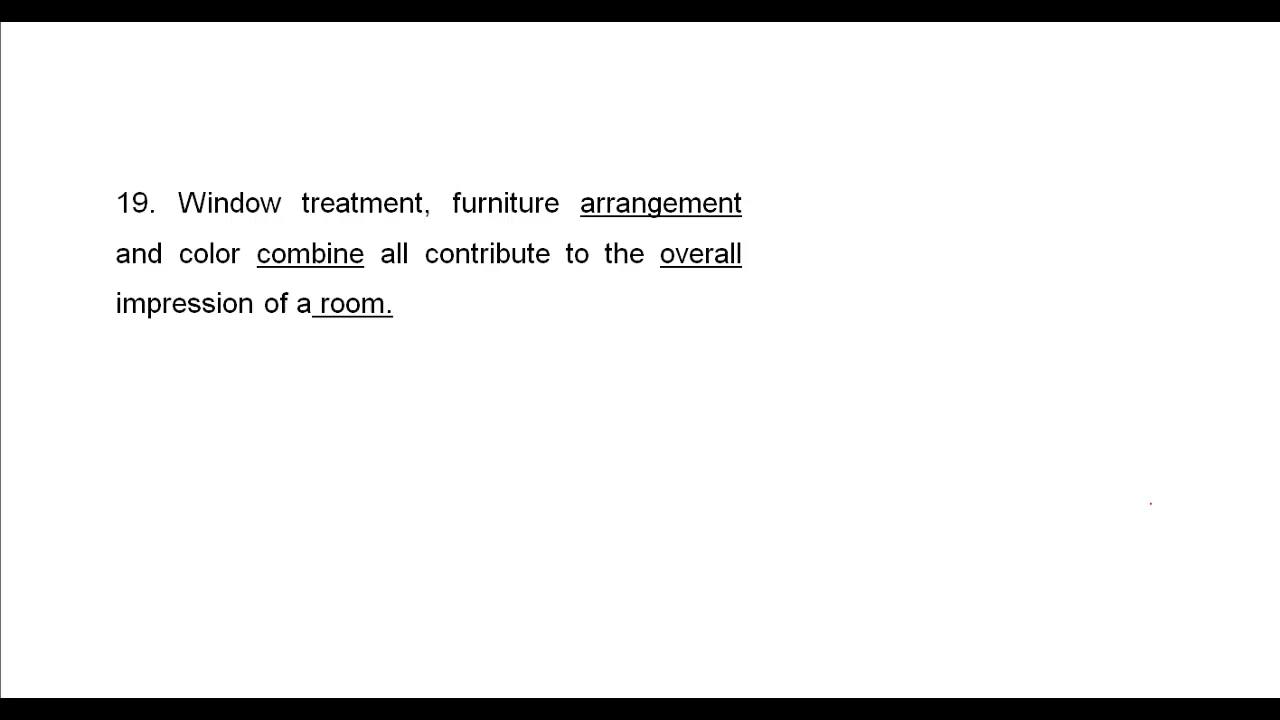 19. Window treatment, furniture arrangement
and color combine all contribute to the overall
impression of a room.